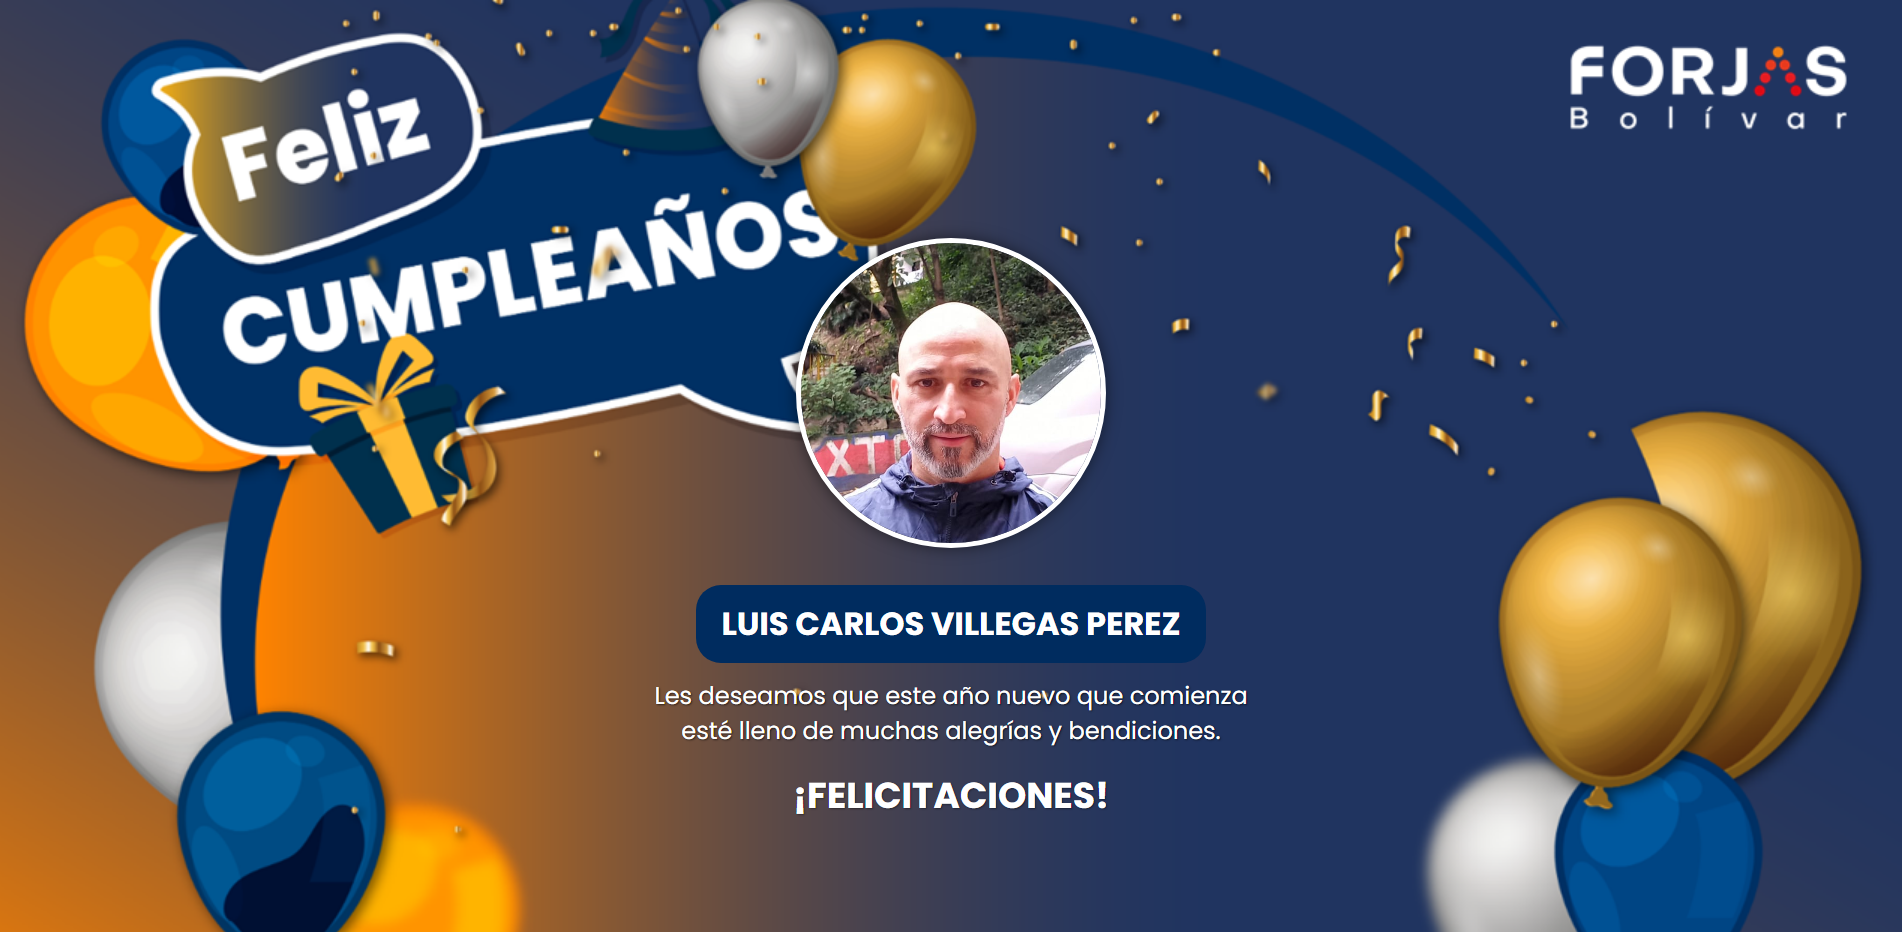 Feliz
CUMPLEAÑOS
FORJAS
Bolívar
XT
LUIS CARLOS VILLEGAS PEREZ
Les deseamos que este año nuevo que comienza
esté lleno de muchas alegrías y bendiciones.
¡FELICITACIONES!